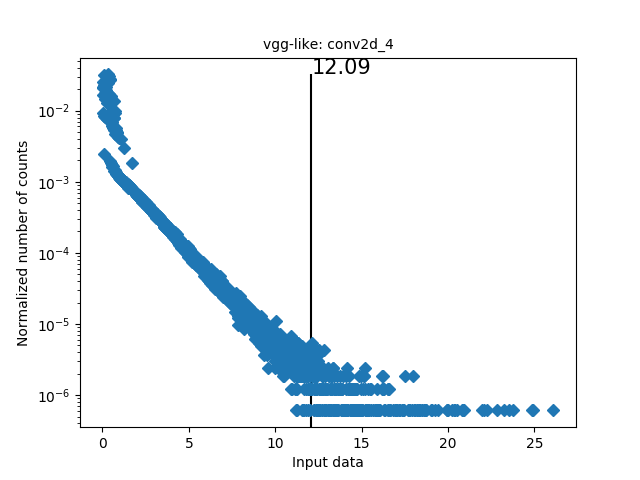 vgg-like: conv2d_4
12.09
Normalized number of counts
10⁻²
10⁻³
10⁻⁴
10⁻⁵
10⁻⁶
0 5 10 15 20 25
Input data